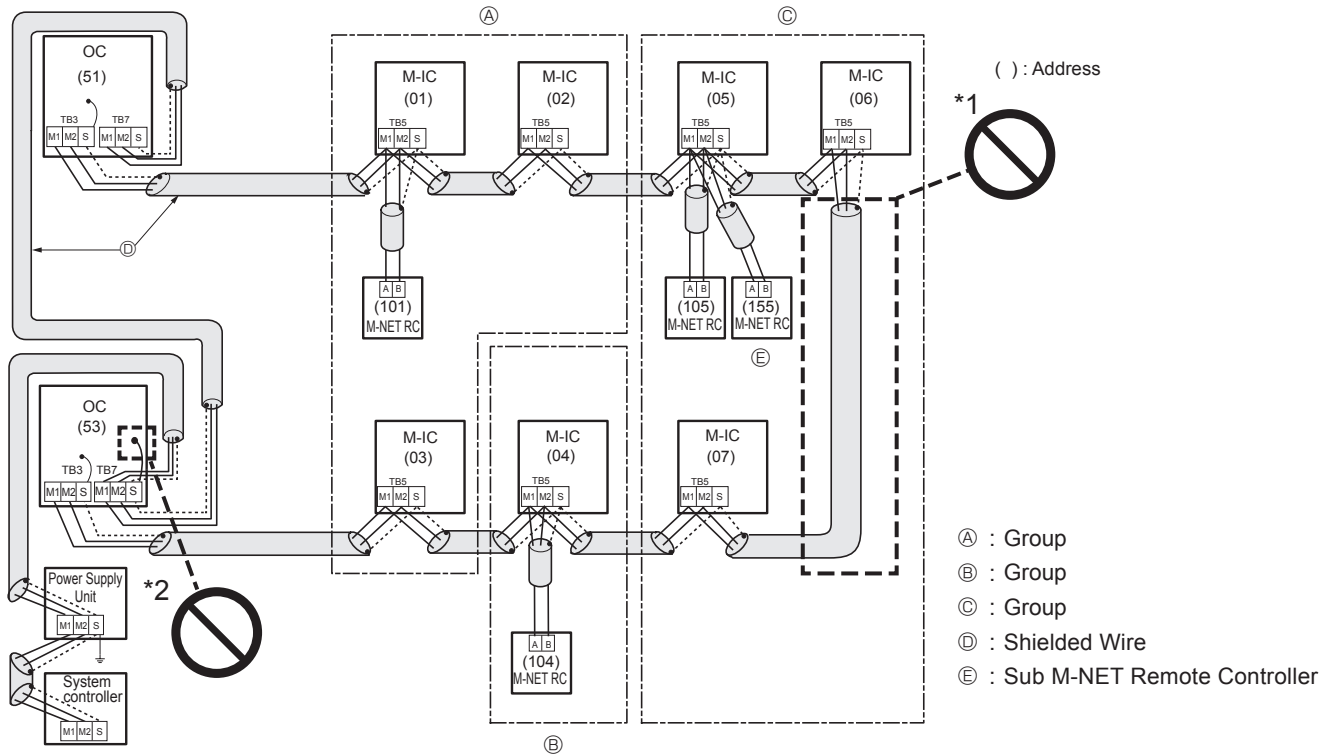 Ⓐ
Ⓒ
( ) : Address
*1
OC
(51)
TB3 TB7
M1 M2 S M1 M2 S
M-IC
(01)
TB5
M1 M2 S
M-IC
(02)
TB5
M1 M2 S
M-IC
(05)
TB5
M1 M2 S
M-IC
(06)
TB5
M1 M2 S
Ⓓ
A B
(101)
M-NET RC
A B
(105)
M-NET RC
A B
(155)
M-NET RC
Ⓔ
OC
(53)
TB3 TB7
M1 M2 S M1 M2 S
M-IC
(03)
TB5
M1 M2 S
M-IC
(04)
TB5
M1 M2 S
M-IC
(07)
TB5
M1 M2 S
*2
Power Supply
Unit
M1 M2 S
System
controller
M1 M2 S
A B
(104)
M-NET RC
Ⓑ
Ⓐ : Group
Ⓑ : Group
Ⓒ : Group
Ⓓ : Shielded Wire
Ⓔ : Sub M-NET Remote Controller